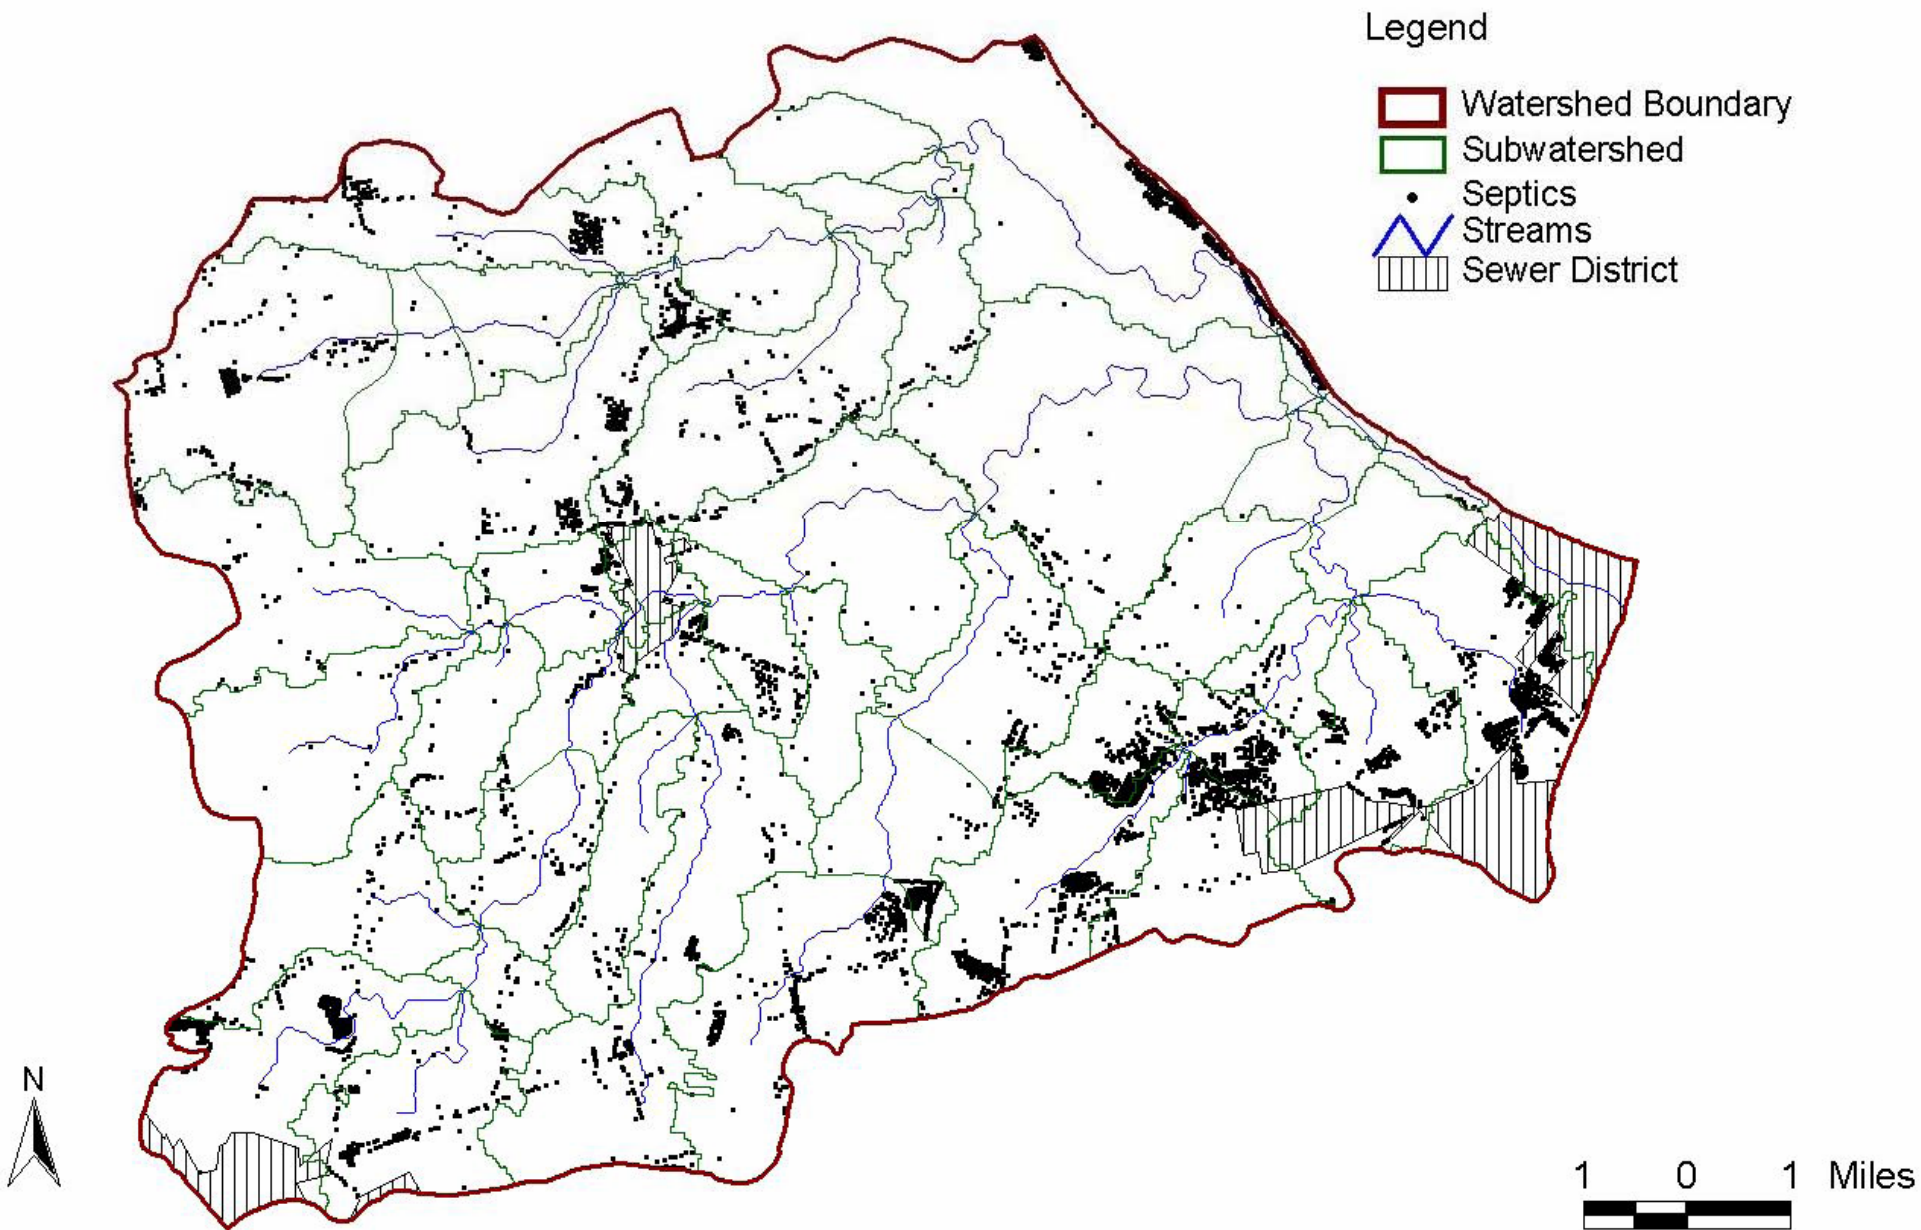 Legend
Watershed Boundary
Subwatershed
Septics
Streams
Sewer District
N
1 0 1 Miles